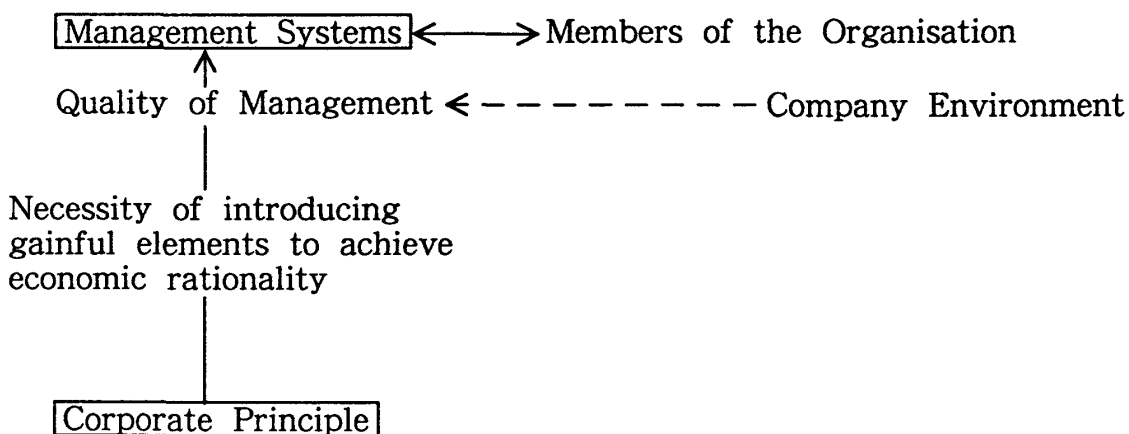 Management Systems Members of the Organisation
Quality of Management Company Environment
Necessity of introducing
gainful elements to achieve
economic rationality
Corporate Principle